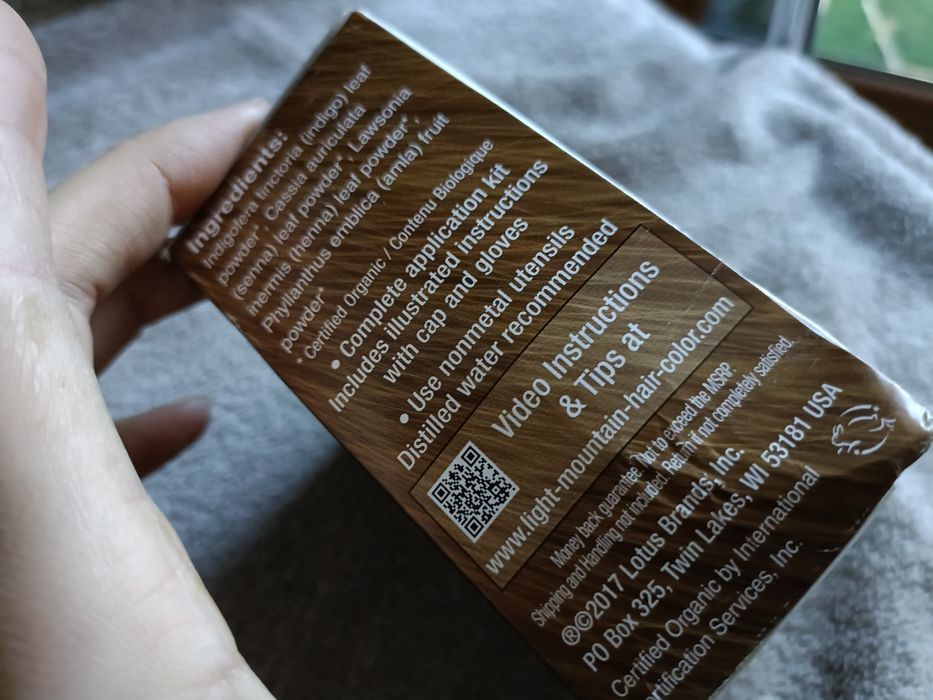 Ingredients:
Indigofera tinctoria (indigo) leaf
powder*, Cassia auriculata
(senna) leaf powder*, Lawsonia
inermis (henna) leaf powder*,
Phyllanthus emblica (amla) fruit
powder*
* Certified Organic / Contenu Biologique
• Complete application kit
Includes illustrated instructions
with cap and gloves
• Use nonmetal utensils
Distilled water recommended
Video Instructions
& Tips at
www.light-mountain-hair-color.com
Money back guarantee. Not to exceed the MSRP.
Shipping and Handling not included. Return if not completely satisfied.
®©2017 Lotus Brands, Inc.
PO Box 325, Twin Lakes, WI 53181 USA
Certified Organic by International
Certification Services, Inc.